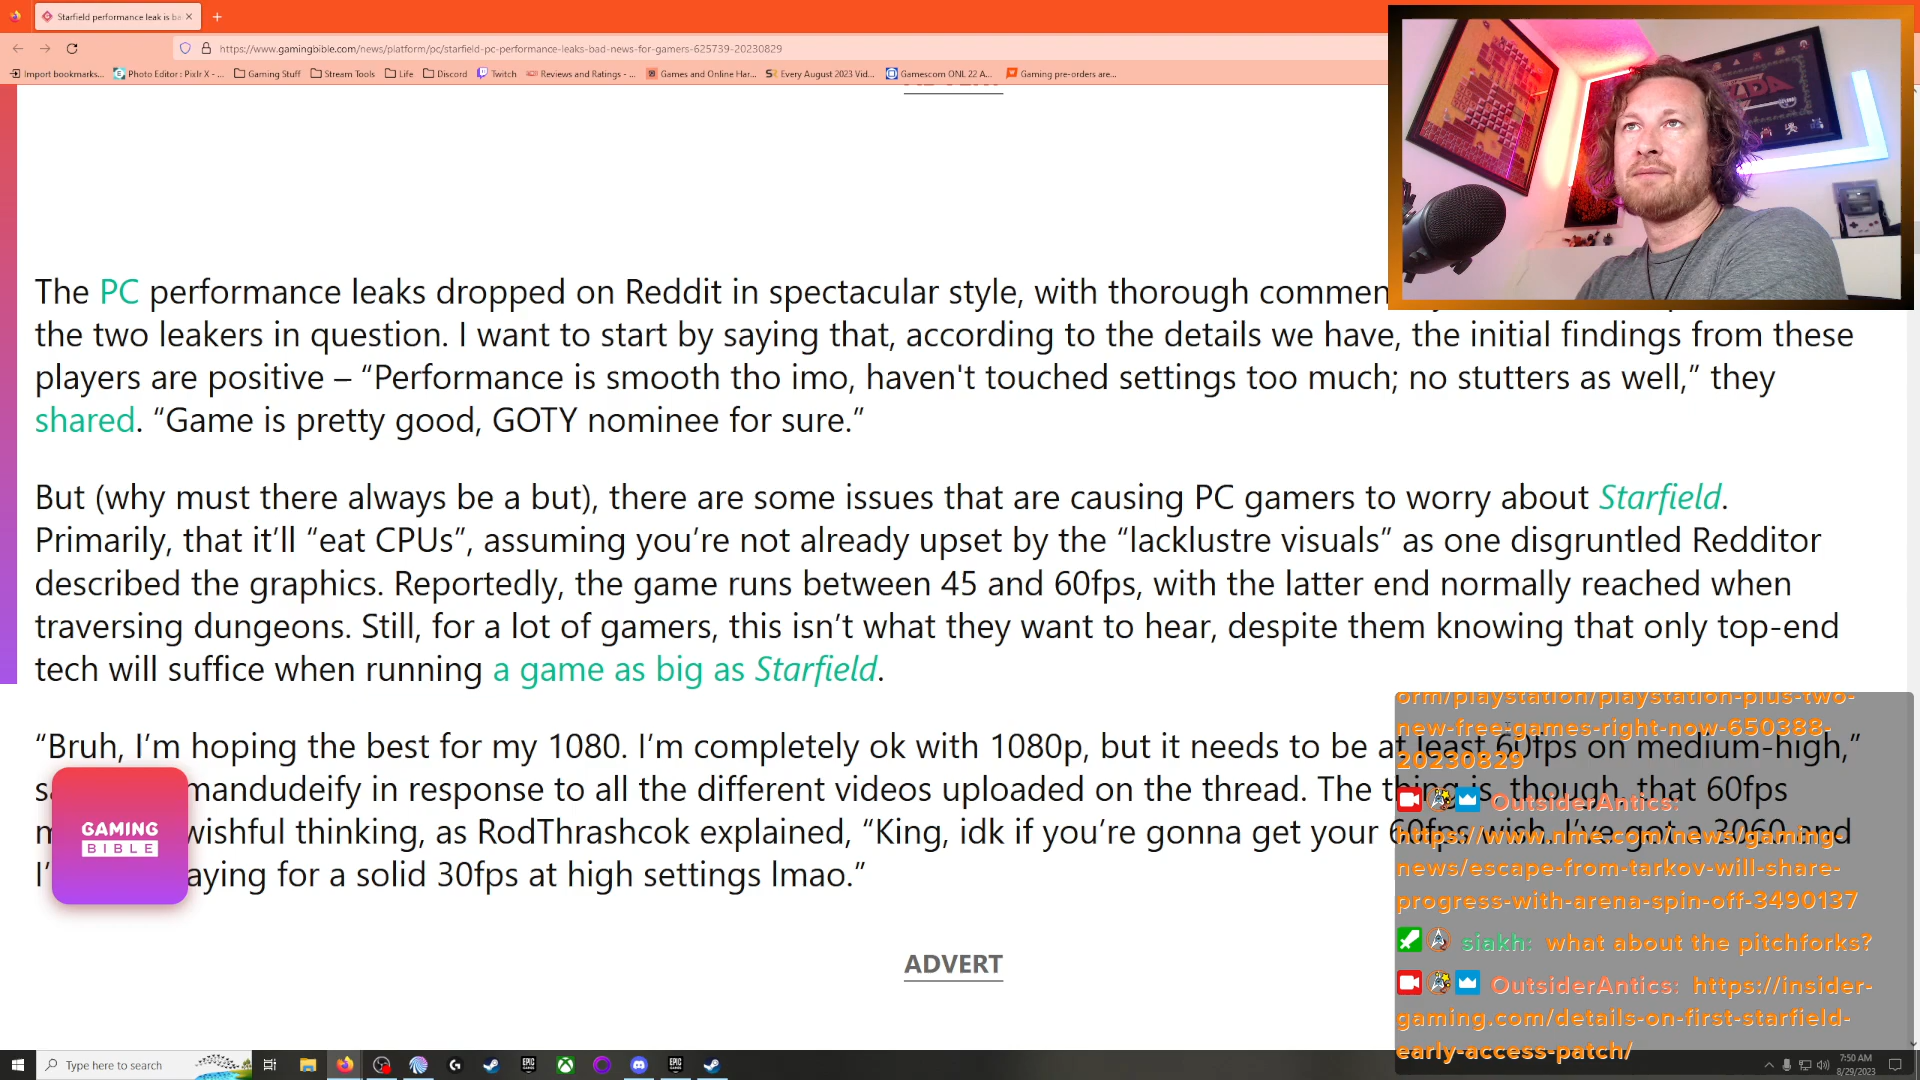 Starfield performance leak is ba
https://www.gamingbible.com/news/platform/pc/starfield-pc-performance-leaks-bad-news-for-gamers-625739-20230829
Import bookmarks... Photo Editor : Pixlr X - ... Gaming Stuff Stream Tools Life Discord Twitch Reviews and Ratings - ... Games and Online Har... Every August 2023 Vid... Gamescom ONL 22 A... Gaming pre-orders are...
The PC performance leaks dropped on Reddit in spectacular style, with thorough commen
the two leakers in question. I want to start by saying that, according to the details we have, the initial findings from these
players are positive – “Performance is smooth tho imo, haven't touched settings too much; no stutters as well,” they
shared. “Game is pretty good, GOTY nominee for sure.”
But (why must there always be a but), there are some issues that are causing PC gamers to worry about Starfield.
Primarily, that it’ll “eat CPUs”, assuming you’re not already upset by the “lacklustre visuals” as one disgruntled Redditor
described the graphics. Reportedly, the game runs between 45 and 60fps, with the latter end normally reached when
traversing dungeons. Still, for a lot of gamers, this isn’t what they want to hear, despite them knowing that only top-end
tech will suffice when running a game as big as Starfield.
“Bruh, I’m hoping the best for my 1080. I’m completely ok with 1080p, but it needs to be at least 60fps on medium-high,”
mandudeify in response to all the different videos uploaded on the thread. The thing is, though, that 60fps
wishful thinking, as RodThrashcok explained, “King, idk if you’re gonna get your 60fps wish. I’ve got a 3060 and
aying for a solid 30fps at high settings lmao.”
GAMING
BIBLE
ADVERT
orm/playstation/playstation-plus-two-
new-free-games-right-now-650388-
20230829
OutsiderAntics:
https://www.nme.com/news/gaming-
news/escape-from-tarkov-will-share-
progress-with-arena-spin-off-3490137
siakh: what about the pitchforks?
OutsiderAntics: https://insider-
gaming.com/details-on-first-starfield-
early-access-patch/
Type here to search
7:50 AM
8/29/2023